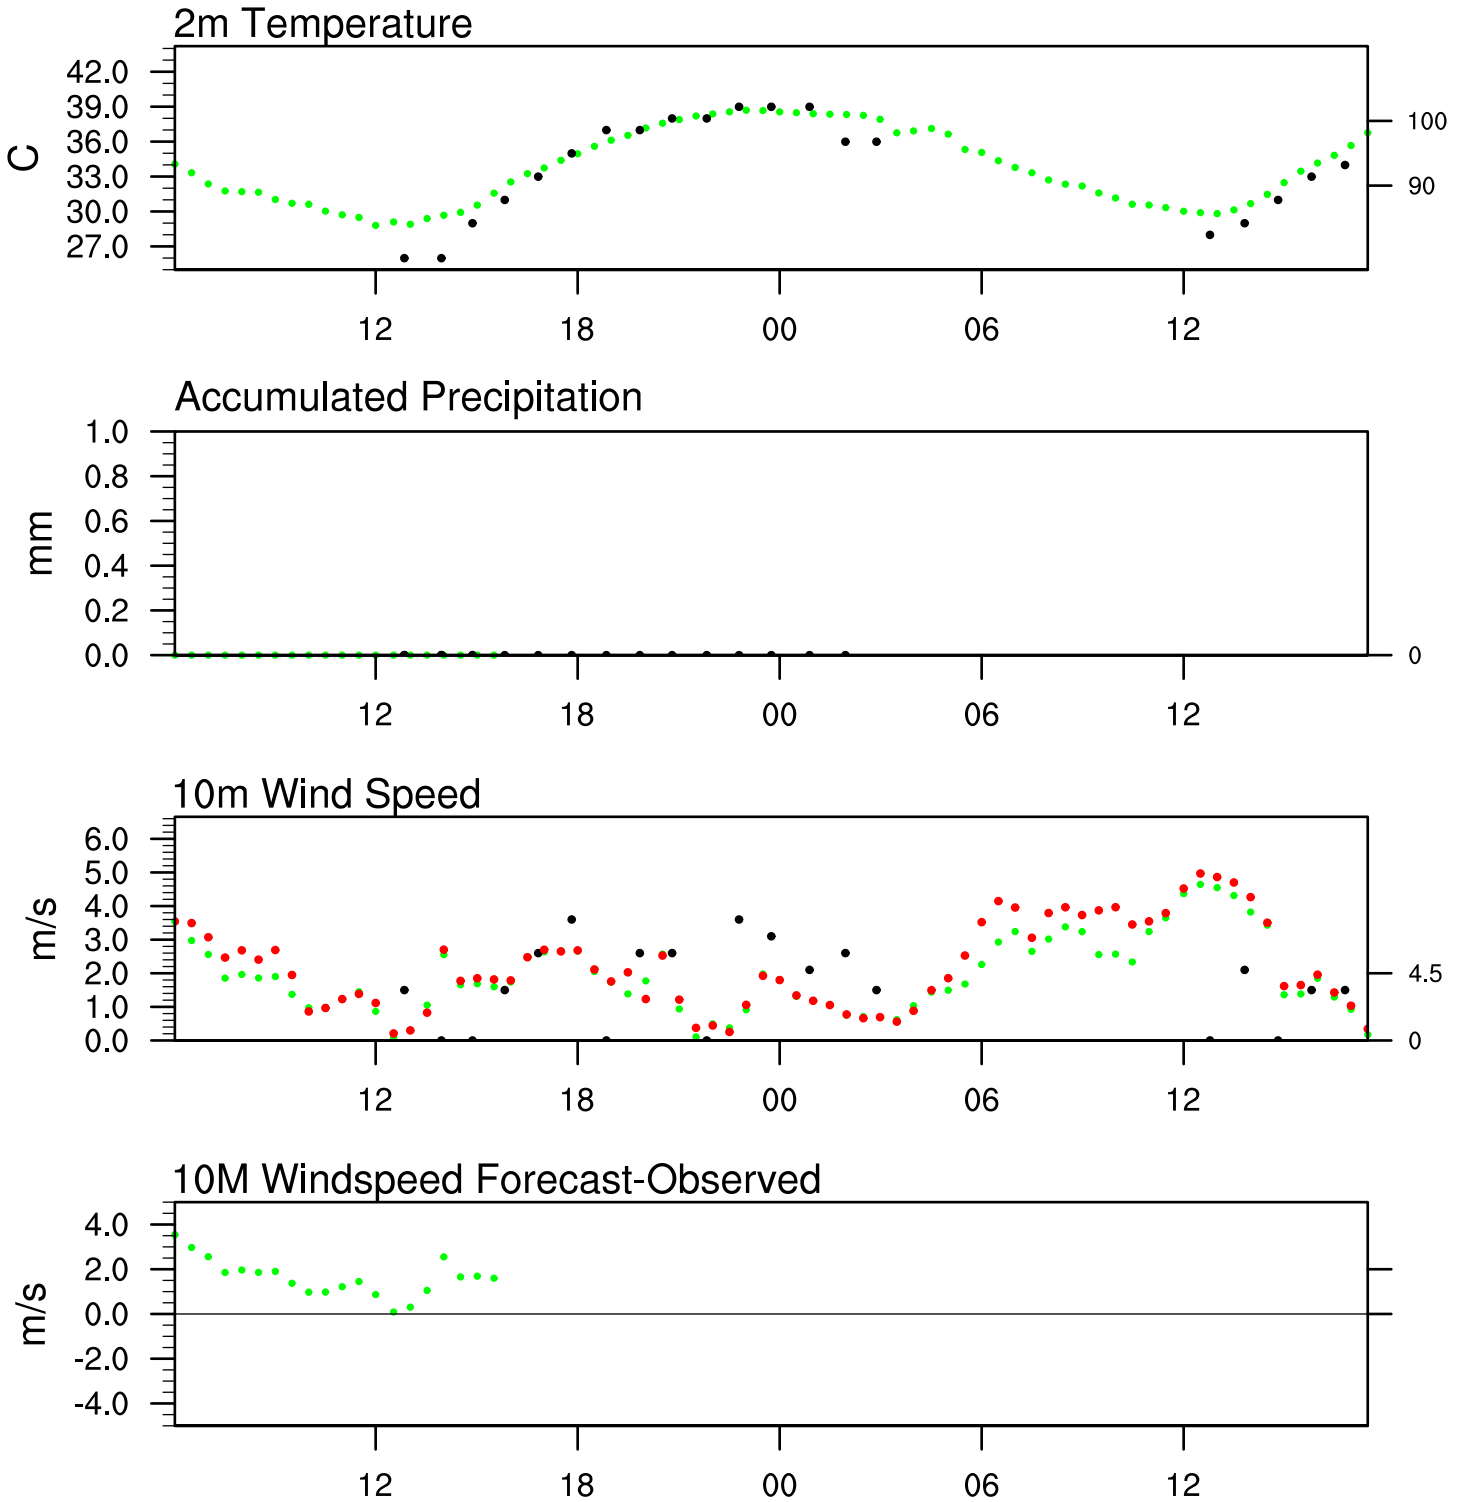 2m Temperature
C
42.0
39.0
36.0
33.0
30.0
27.0
100
90
12 18 00 06 12
Accumulated Precipitation
mm
1.0
0.8
0.6
0.4
0.2
0.0
0
12 18 00 06 12
10m Wind Speed
m/s
6.0
5.0
4.0
3.0
2.0
1.0
0.0
4.5
0
12 18 00 06 12
10M Windspeed Forecast-Observed
m/s
4.0
2.0
0.0
-2.0
-4.0
12 18 00 06 12